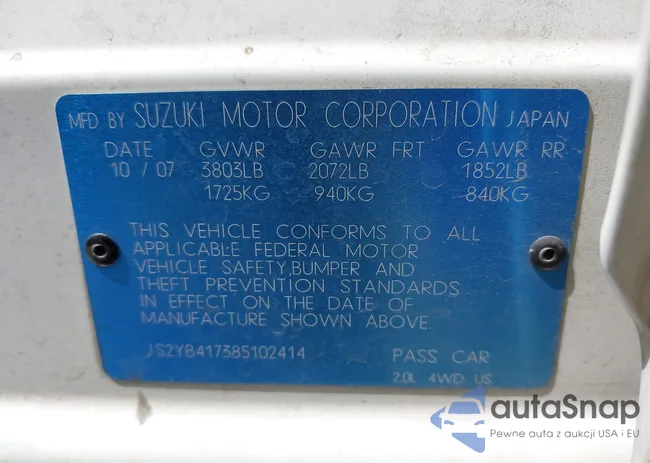 MFD BY SUZUKI MOTOR CORPORATION JAPAN
DATE GVWR GAWR FRT GAWR RR
10 / 07 3803LB 2072LB 1852LB
1725KG 940KG 840KG
THIS VEHICLE CONFORMS TO ALL
APPLICABLE FEDERAL MOTOR
VEHICLE SAFETY,BUMPER AND
THEFT PREVENTION STANDARDS
IN EFFECT ON THE DATE OF
MANUFACTURE SHOWN ABOVE.
JS2YB417385102414 PASS CAR
2.0L 4WD US
autaSnap
Pewne auta z aukcji USA i EU